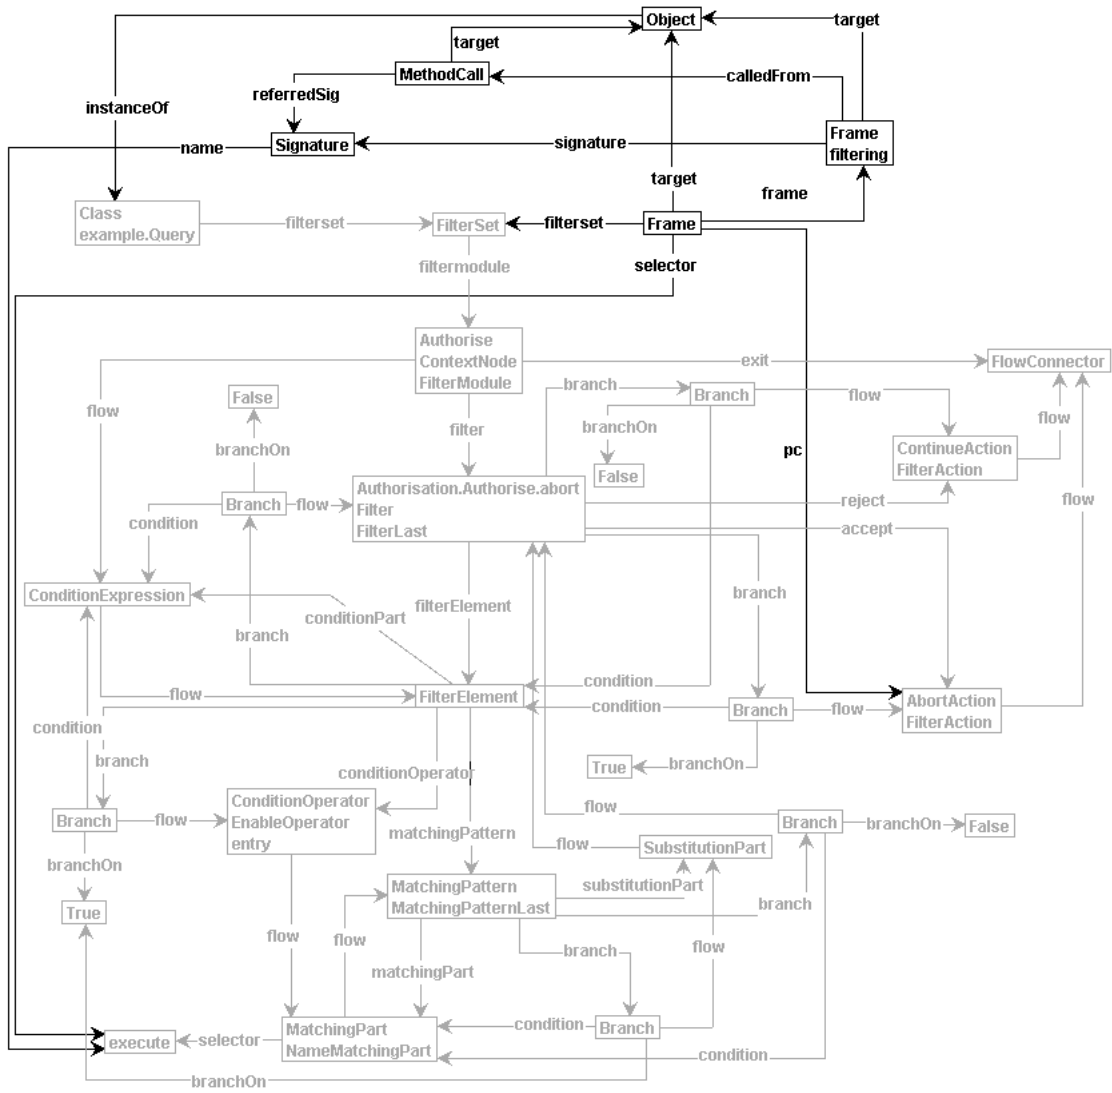 Object
target
target
MethodCall
calledFrom
referredSig
instanceOf
Frame
filtering
Signature
name
signature
target
frame
Class
example.Query
filterset
FilterSet
filterset
Frame
selector
filtermodule
Authorise
ContextNode
FilterModule
exit
FlowConnector
branch
Branch
flow
False
flow
filter
branchOn
flow
branchOn
ContinueAction
FilterAction
pc
False
Authorisation.Authorise.abort
Filter
FilterLast
reject
flow
Branch
flow
condition
accept
ConditionExpression
filterElement
branch
conditionPart
branch
condition
flow
FilterElement
condition
Branch
flow
AbortAction
FilterAction
condition
branch
True
branchOn
conditionOperator
ConditionOperator
EnableOperator
entry
flow
Branch
branchOn
False
Branch
flow
matchingPattern
flow
SubstitutionPart
branchOn
MatchingPattern
MatchingPatternLast
substitutionPart
branch
True
flow
flow
flow
branch
matchingPart
MatchingPart
NameMatchingPart
condition
Branch
execute
selector
condition
branchOn